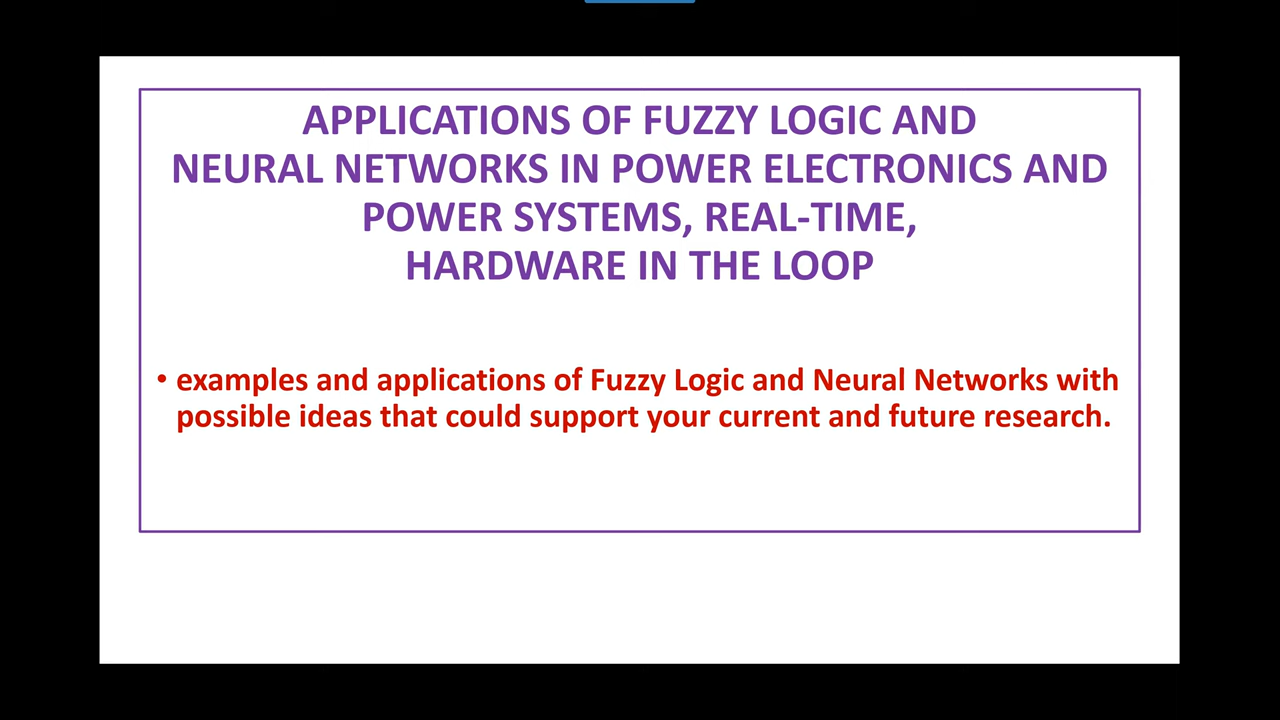 APPLICATIONS OF FUZZY LOGIC AND
NEURAL NETWORKS IN POWER ELECTRONICS AND
POWER SYSTEMS, REAL-TIME,
HARDWARE IN THE LOOP
• examples and applications of Fuzzy Logic and Neural Networks with
possible ideas that could support your current and future research.